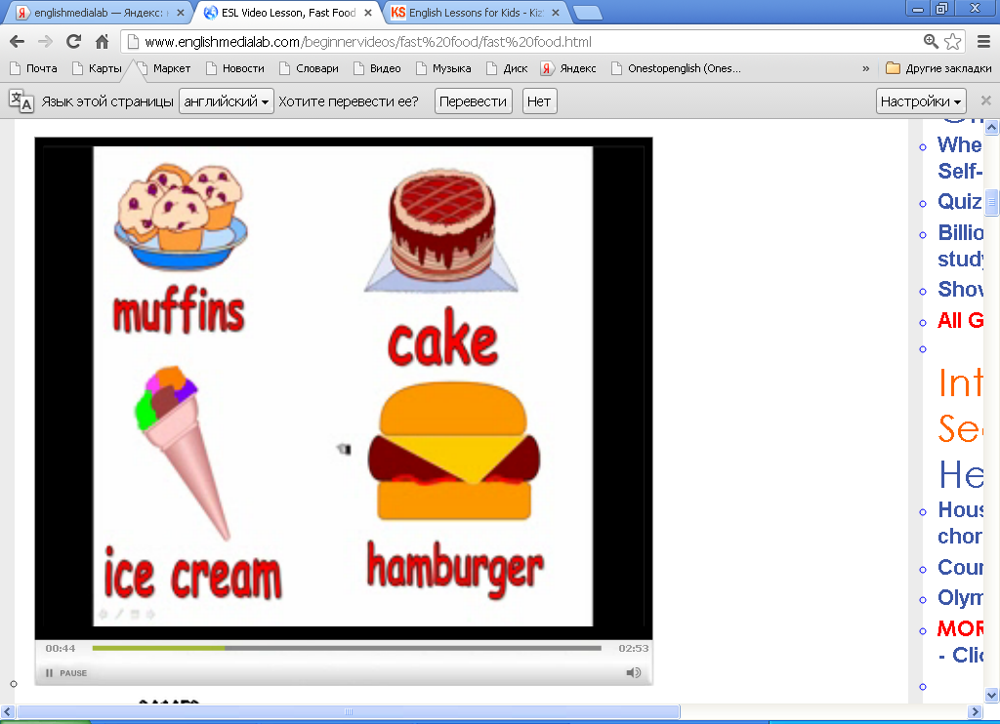 englishmedialab — Яндекс:
ESL Video Lesson, Fast Food
English Lessons for Kids - Kiz
www.englishmedialab.com/beginnervideos/fast%20food/fast%20food.html
Почта Карты Маркет Новости Словари Видео Музыка Диск Яндекс Onestopenglish (Ones... » Другие закладки
Язык этой страницы английский Хотите перевести ее? Перевести Нет Настройки
muffins
cake
ice cream
hamburger
00:44 02:53
PAUSE
Whe
Self-
Quiz
Billio
study
Shov
All G
Int
Se
He
Hous
chor
Cour
Olym
MOR
- Clic